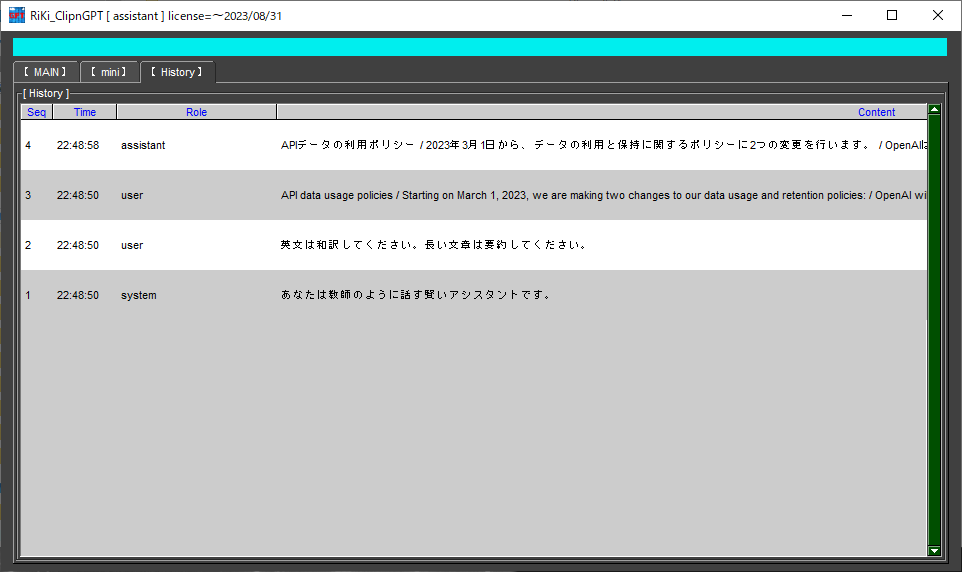 RiKi_ClipnGPT [ assistant ] license=～2023/08/31
【 MAIN 】 【 mini 】 【 History 】
[ History ]
Seq Time Role Content
4 22:48:58 assistant APIデータの利用ポリシー / 2023年3月1日から、データの利用と保持に関するポリシーに2つの変更を行います。 / OpenAIは
3 22:48:50 user API data usage policies / Starting on March 1, 2023, we are making two changes to our data usage and retention policies: / OpenAI wi
2 22:48:50 user 英文は和訳してください。長い文章は要約してください。
1 22:48:50 system あなたは教師のように話す賢いアシスタントです。